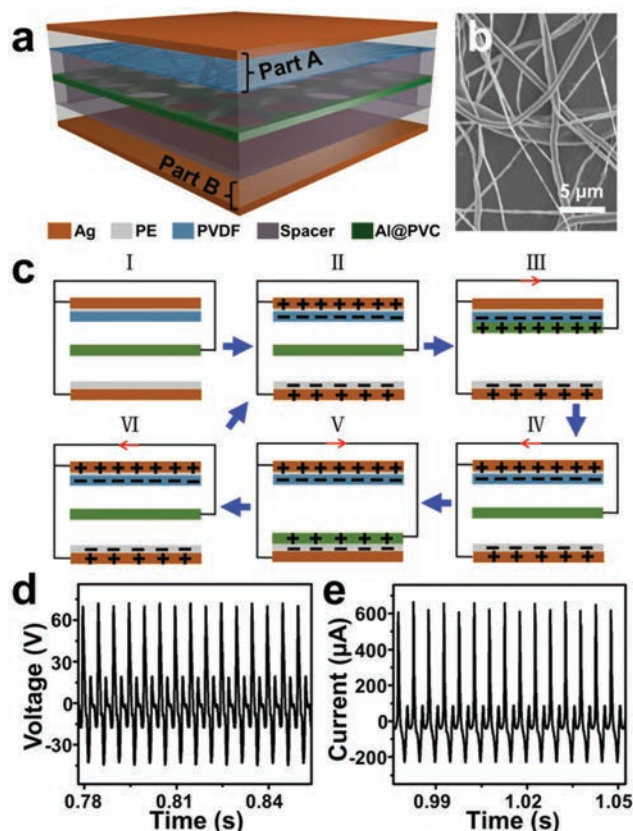 a
b
Part A
Part B
5 µm
Ag PE PVDF Spacer Al@PVC
c
I II III
+ + + + + + +
− − − − − − −
− − − − − − −
+ + + + + + +
− − − − −
+ + + + +
− − − − −
+ + + + +
VI V IV
+ + + + + + +
− − − − − − −
+ + + + + + +
− − − − − − −
+ + + + + + +
− − − − − − −
− − − − −
+ + + + +
+ + + + +
− − − − −
− − − − −
+ + + + +
d
Voltage (V)
60
30
0
-30
0.78 0.81 0.84
Time (s)
e
Current (µA)
600
400
200
0
-200
0.99 1.02 1.05
Time (s)